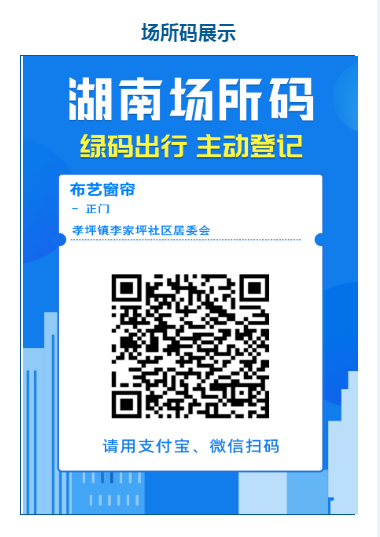 场所码展示
湖南场所码
绿码出行 主动登记
布艺窗帘
- 正门
孝坪镇李家坪社区居委会
请用支付宝、微信扫码